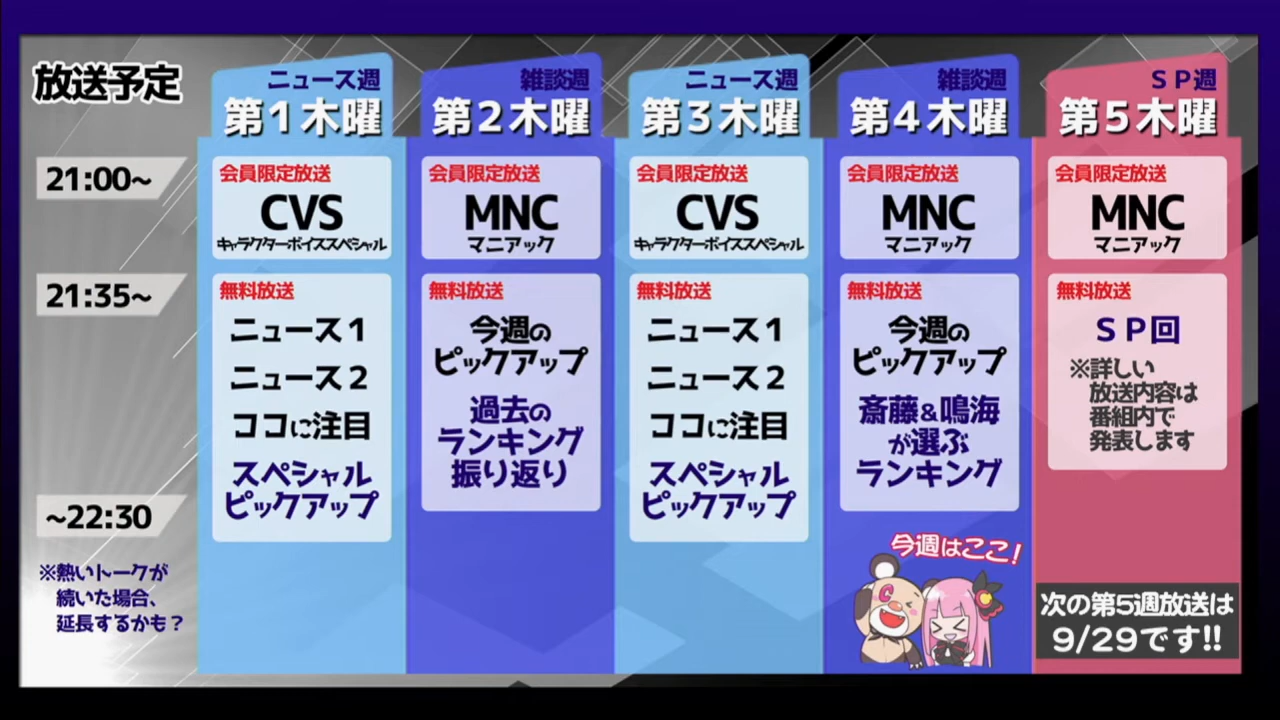 放送予定
21:00~
21:35~
~22:30
※熱いトークが
続いた場合、
延長するかも？
ニュース週
第1木曜
会員限定放送
CVS
キャラクターボイススペシャル
無料放送
ニュース1
ニュース2
ココに注目
スペシャル
ピックアップ
雑談週
第2木曜
会員限定放送
MNC
マニアック
無料放送
今週の
ピックアップ
過去の
ランキング
振り返り
ニュース週
第3木曜
会員限定放送
CVS
キャラクターボイススペシャル
無料放送
ニュース1
ニュース2
ココに注目
スペシャル
ピックアップ
雑談週
第4木曜
会員限定放送
MNC
マニアック
無料放送
今週の
ピックアップ
斎藤&鳴海
が選ぶ
ランキング
今週はここ!
SP週
第5木曜
会員限定放送
MNC
マニアック
無料放送
SP回
※詳しい
放送内容は
番組内で
発表します
次の第5週放送は
9/29です!!